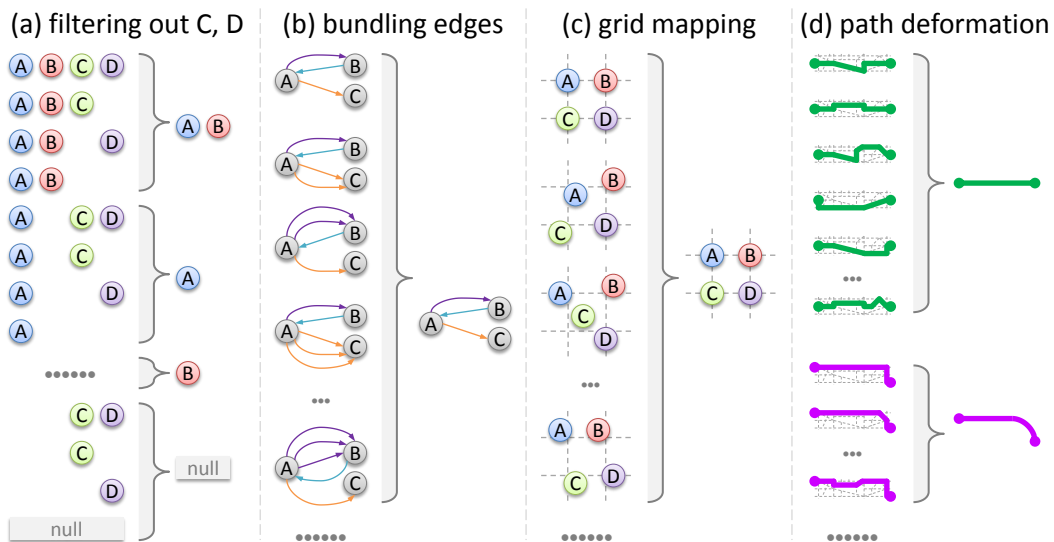 (a) filtering out C, D
A B C D
A B C
A B D
A B
A B
A C D
A C
A D
A
A
......
B
C D
C
D
null
null
(b) bundling edges
A B C
A B C
A B C
A B C
...
A B C
A B C
......
(c) grid mapping
A B
C D
A B
C D
A B
C
D
...
A B
C D
A B
C D
......
(d) path deformation
...
...
......